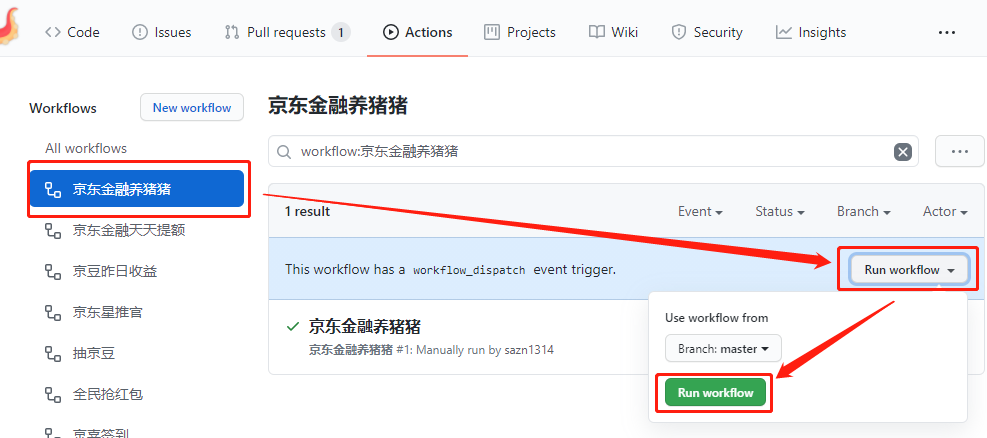 Code Issues Pull requests 1 Actions Projects Wiki Security Insights
Workflows New workflow
All workflows
京东金融养猪猪
京东金融天天提额
京豆昨日收益
京东星推官
抽京豆
全民抢红包
京喜签到
京东金融养猪猪
workflow:京东金融养猪猪
1 result Event Status Branch Actor
This workflow has a workflow_dispatch event trigger. Run workflow
京东金融养猪猪
京东金融养猪猪 #1: Manually run by sazn1314
Use workflow from
Branch: master
Run workflow